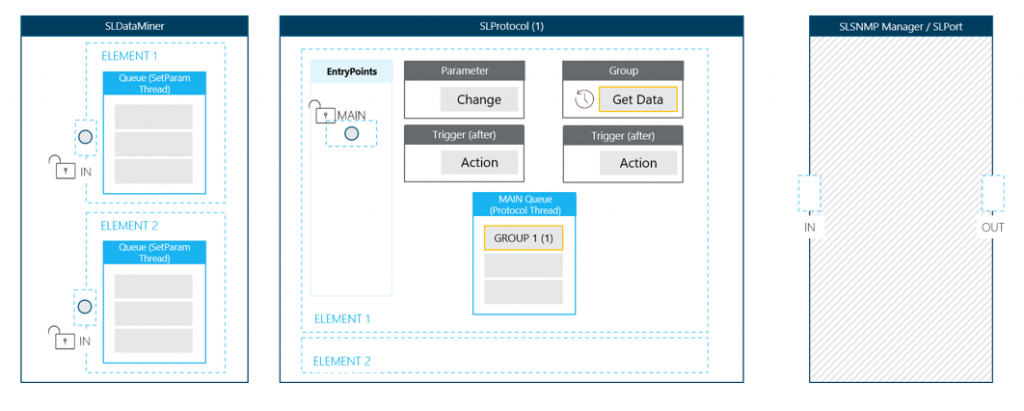 SLDataMiner
ELEMENT 1
Queue (SetParam
Thread)
IN
ELEMENT 2
Queue (SetParam
Thread)
IN
SLProtocol (1)
EntryPoints
MAIN
Parameter
Change
Group
Get Data
Trigger (after)
Action
Trigger (after)
Action
MAIN Queue
(Protocol Thread)
GROUP 1 (1)
ELEMENT 1
ELEMENT 2
SLSNMP Manager / SLPort
IN
OUT